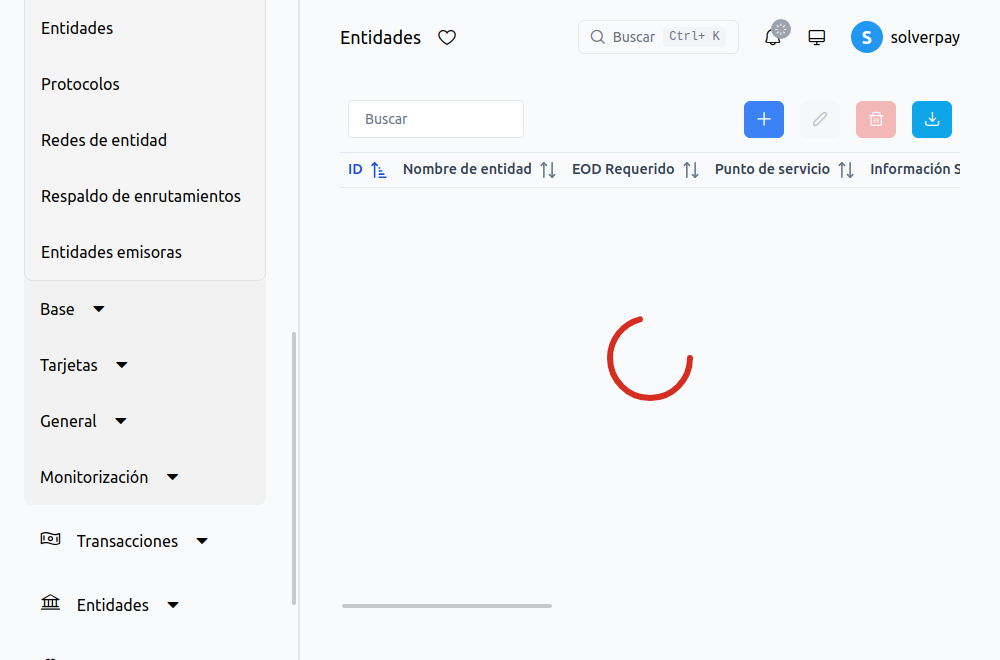 Entidades
Protocolos
Redes de entidad
Respaldo de enrutamientos
Entidades emisoras
Base
Tarjetas
General
Monitorización
Transacciones
Entidades
Entidades
Buscar Ctrl+ K
S solverpay
Buscar
ID Nombre de entidad EOD Requerido Punto de servicio Información S